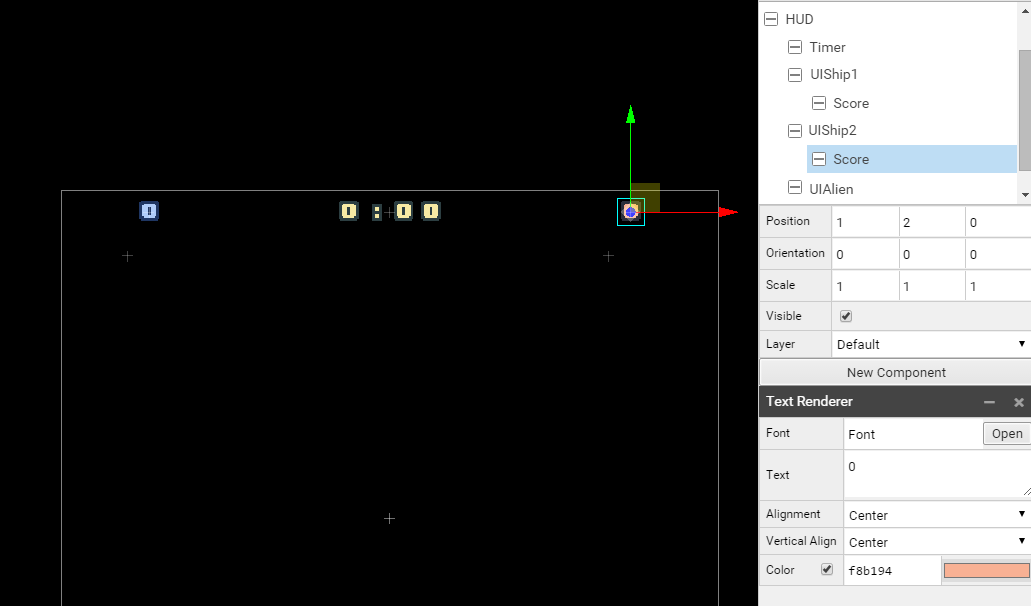 HUD
Timer
UIShip1
Score
UIShip2
Score
UIAlien
0 0 : 0 0 0
Position 1 2 0
Orientation 0 0 0
Scale 1 1 1
Visible
Layer Default
New Component
Text Renderer
Font Font Open
Text 0
Alignment Center
Vertical Align Center
Color f8b194